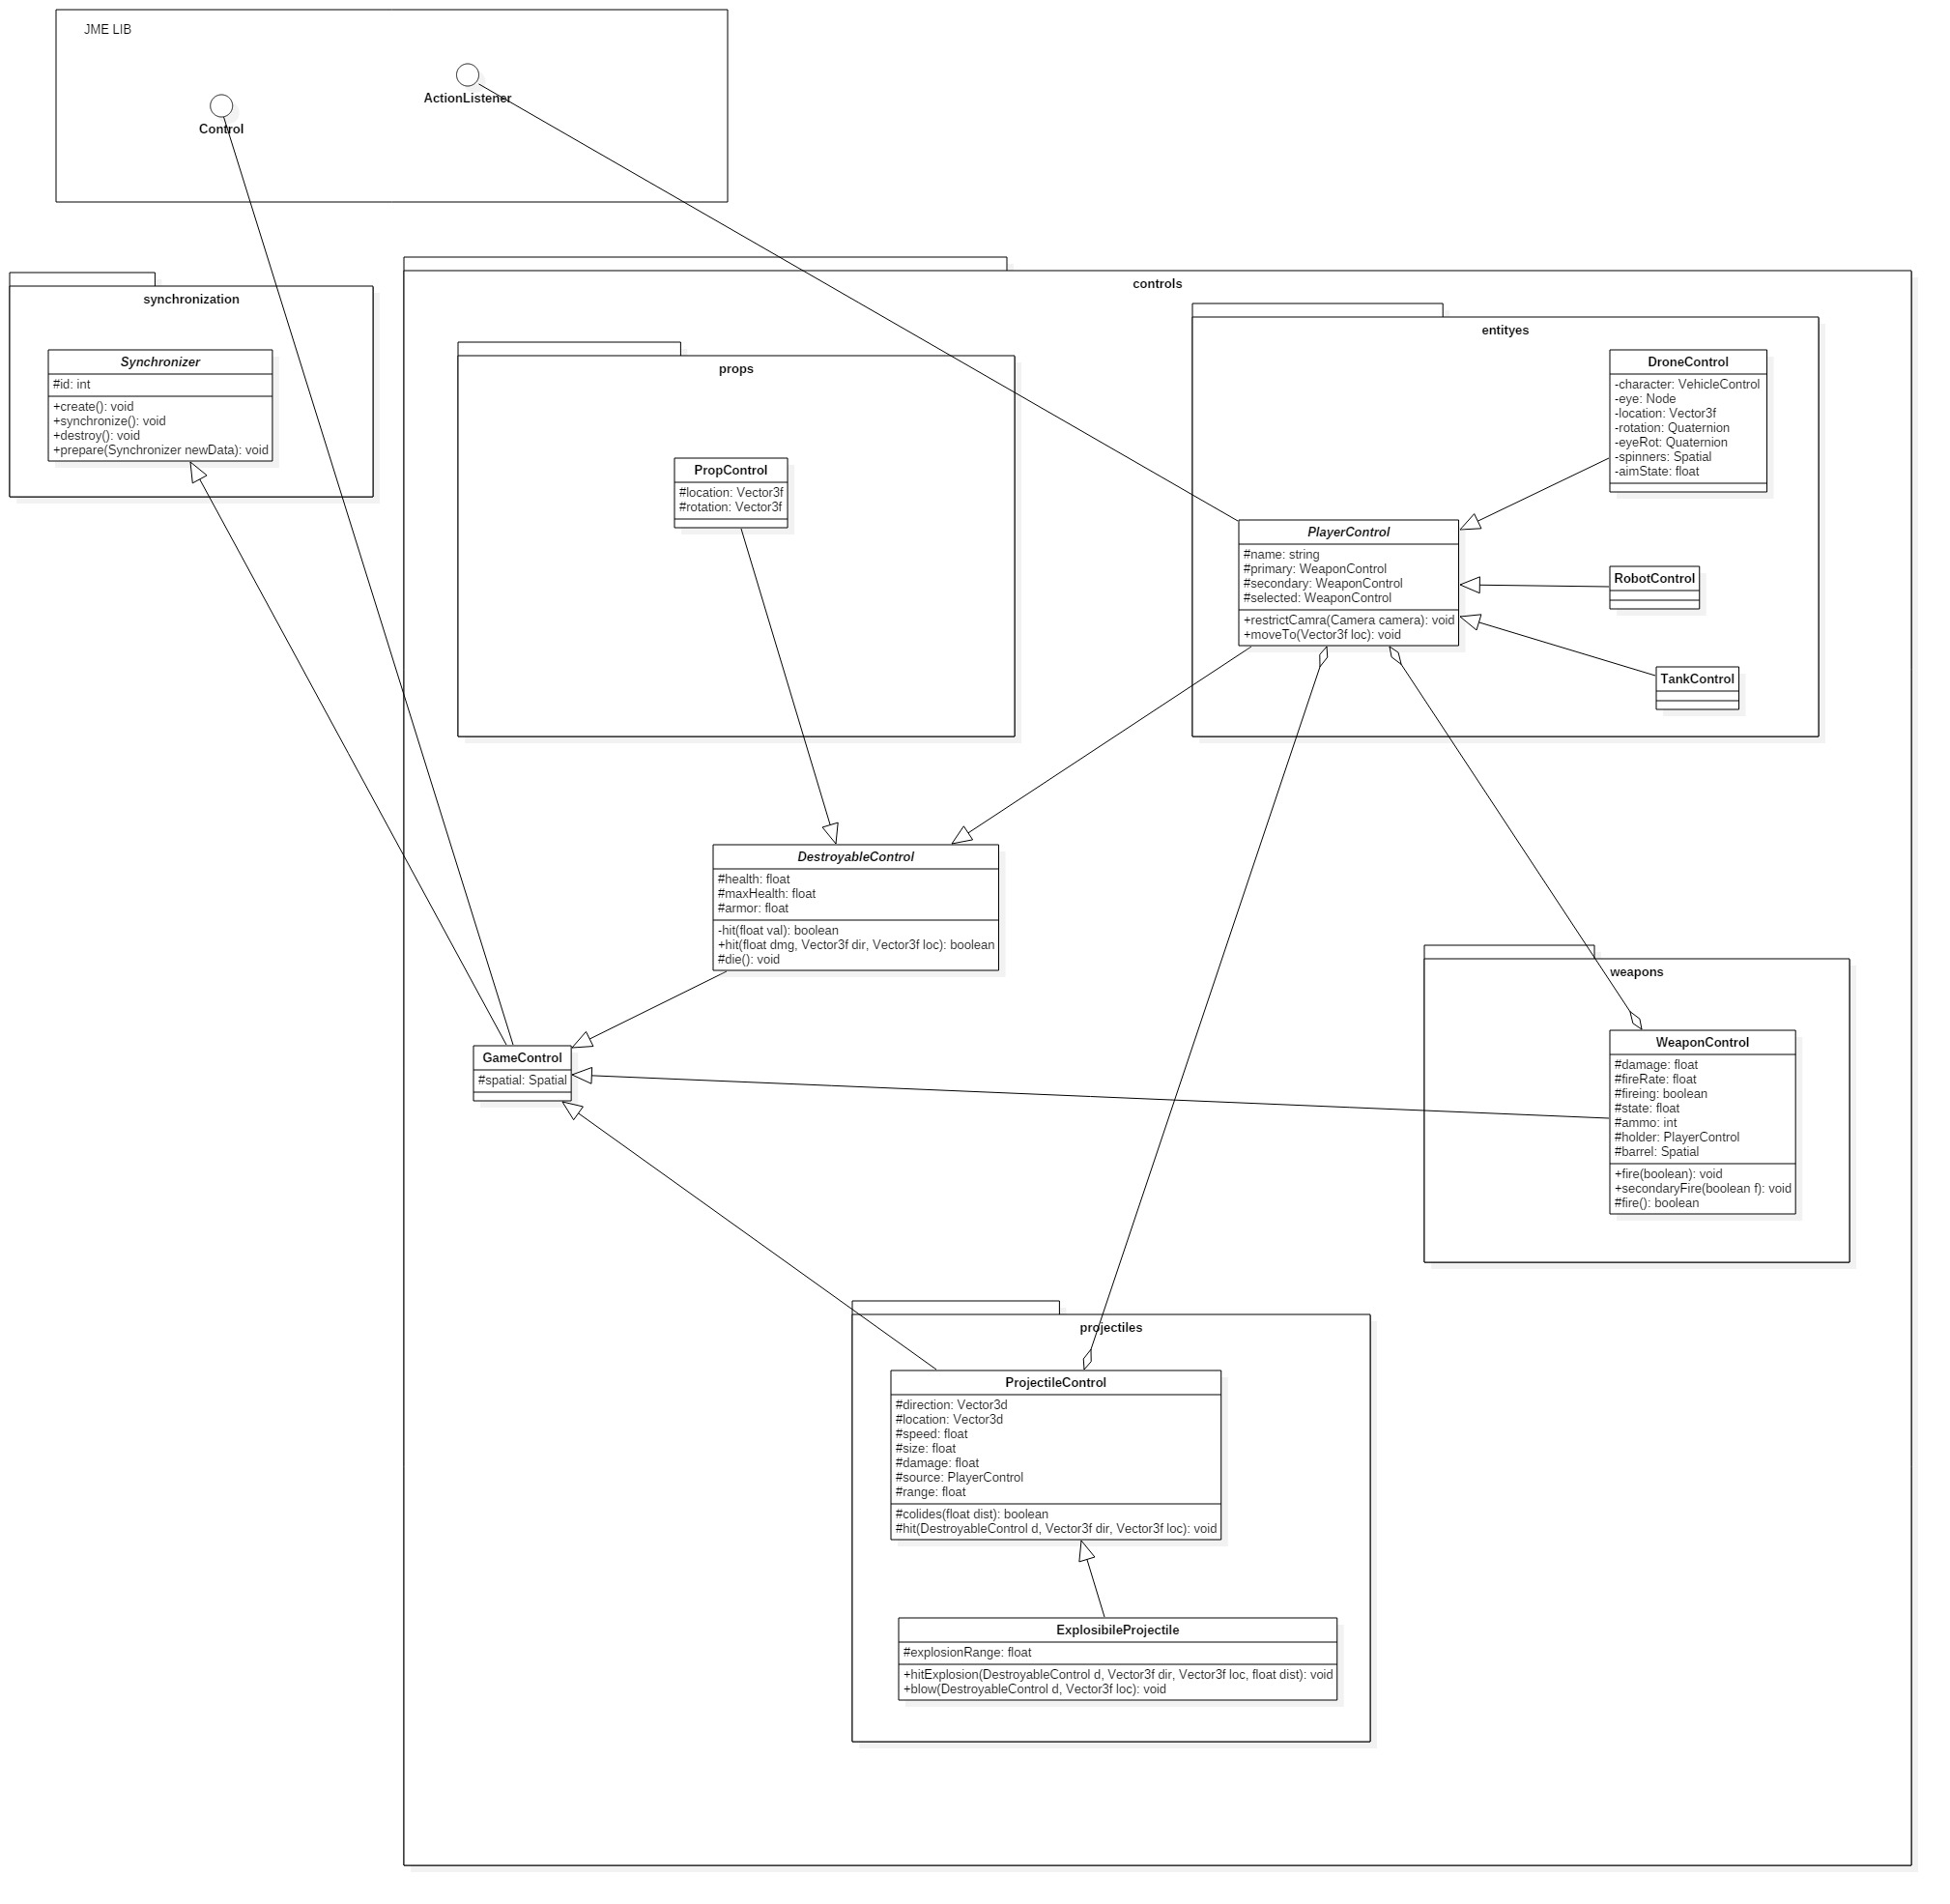 JME LIB
ActionListener
Control
synchronization
Synchronizer
#id: int
+create(): void
+synchronize(): void
+destroy(): void
+prepare(Synchronizer newData): void
controls
props
PropControl
#location: Vector3f
#rotation: Vector3f
entityes
DroneControl
-character: VehicleControl
-eye: Node
-location: Vector3f
-rotation: Quaternion
-eyeRot: Quaternion
-spinners: Spatial
-aimState: float
PlayerControl
#name: string
#primary: WeaponControl
#secondary: WeaponControl
#selected: WeaponControl
+restrictCamra(Camera camera): void
+moveTo(Vector3f loc): void
RobotControl
TankControl
DestroyableControl
#health: float
#maxHealth: float
#armor: float
-hit(float val): boolean
+hit(float dmg, Vector3f dir, Vector3f loc): boolean
#die(): void
GameControl
#spatial: Spatial
weapons
WeaponControl
#damage: float
#fireRate: float
#fireing: boolean
#state: float
#ammo: int
#holder: PlayerControl
#barrel: Spatial
+fire(boolean): void
+secondaryFire(boolean f): void
#fire(): boolean
projectiles
ProjectileControl
#direction: Vector3d
#location: Vector3d
#speed: float
#size: float
#damage: float
#source: PlayerControl
#range: float
#colides(float dist): boolean
#hit(DestroyableControl d, Vector3f dir, Vector3f loc): void
ExplosibileProjectile
#explosionRange: float
+hitExplosion(DestroyableControl d, Vector3f dir, Vector3f loc, float dist): void
+blow(DestroyableControl d, Vector3f loc): void